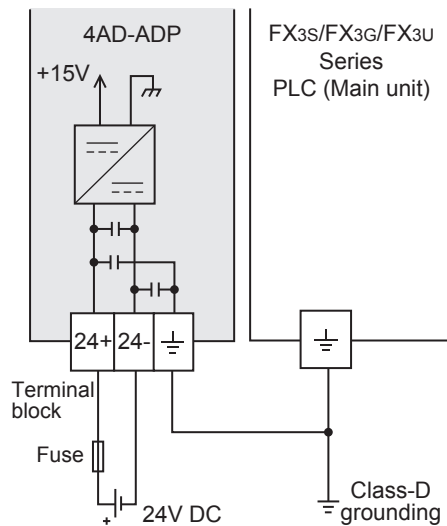 4AD-ADP
FX3S/FX3G/FX3U
Series
PLC (Main unit)
+15V
24+ 24-
Terminal
block
Fuse
+
24V DC
Class-D
grounding